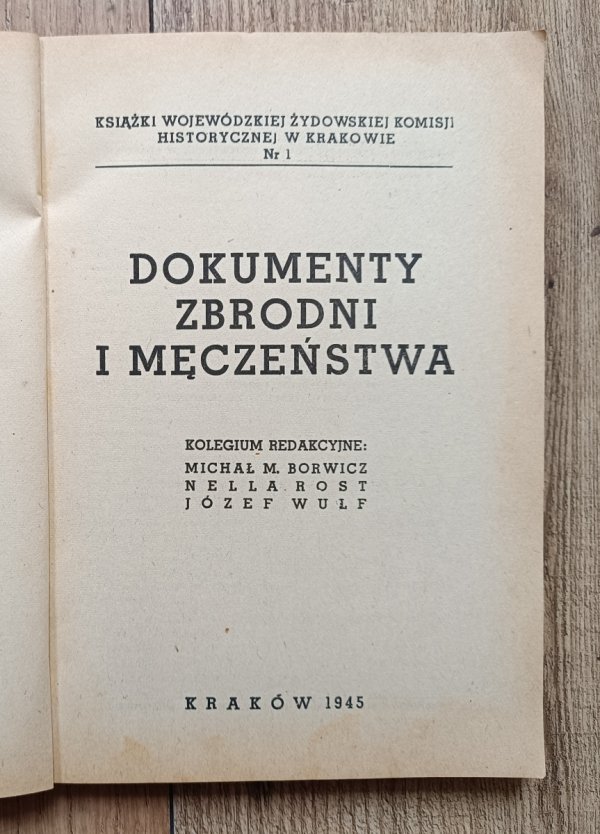 KSIĄŻKI WOJEWÓDZKIEJ ŻYDOWSKIEJ KOMISJI
HISTORYCZNEJ W KRAKOWIE
Nr 1
DOKUMENTY
ZBRODNI
I MĘCZEŃSTWA
KOLEGIUM REDAKCYJNE:
MICHAŁ M. BORWICZ
NELLA ROST
JÓZEF WULF
KRAKÓW 1945